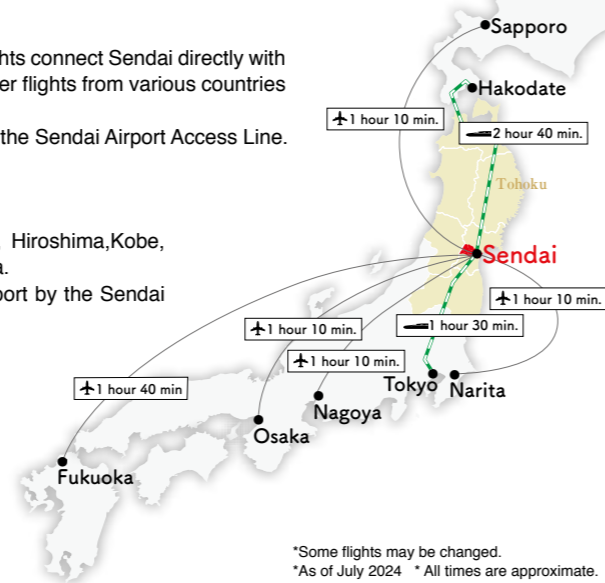 hts connect Sendai directly with
er flights from various countries
the Sendai Airport Access Line.
Hiroshima,Kobe,
a.
port by the Sendai
Sapporo
Hakodate
1 hour 10 min.
2 hour 40 min.
Tohoku
Sendai
1 hour 10 min.
1 hour 10 min.
1 hour 30 min.
1 hour 10 min.
1 hour 40 min
Tokyo
Narita
Nagoya
Osaka
Fukuoka
*Some flights may be changed.
*As of July 2024 * All times are approximate.